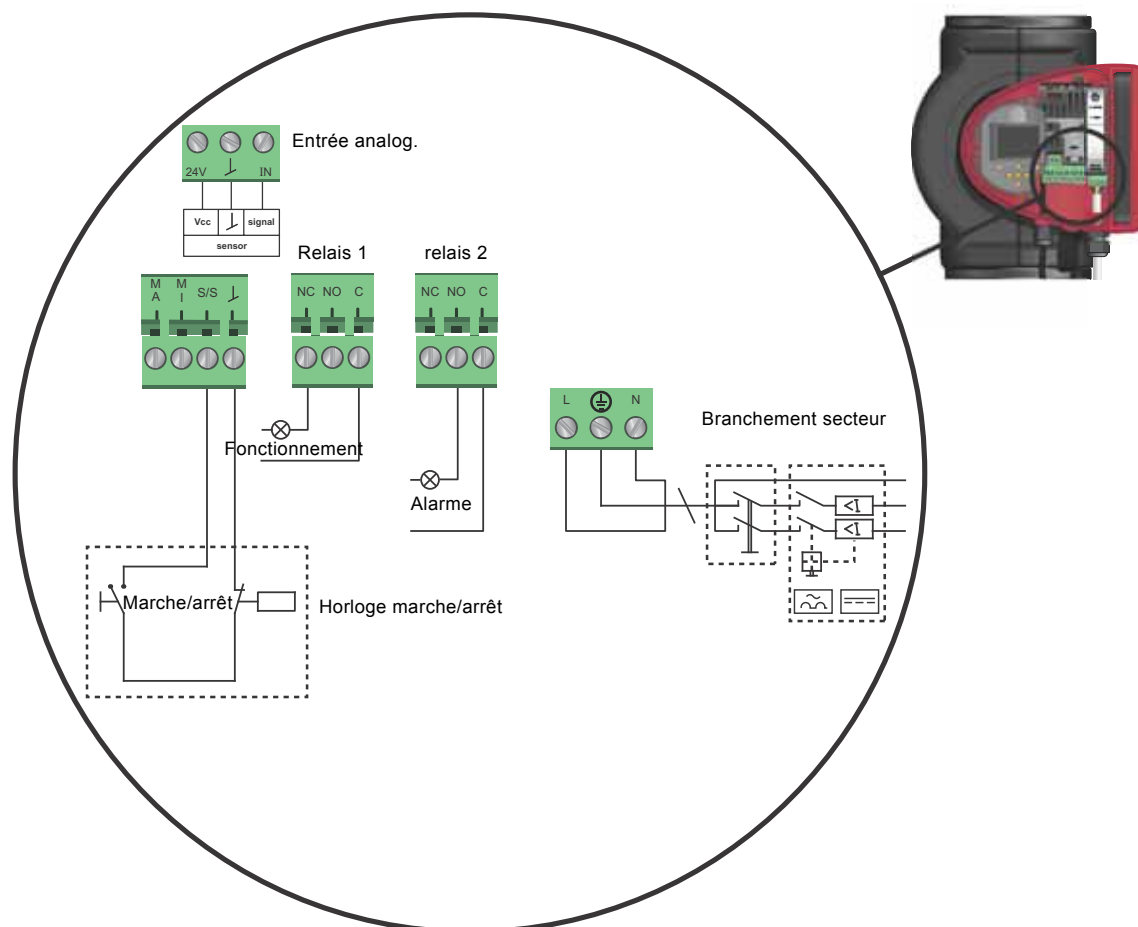 Entrée analog.
24V IN
Vcc signal
sensor
Relais 1
relais 2
M A
M I
S/S
NC NO C
NC NO C
Fonctionnement
Alarme
L N
Branchement secteur
<I
<I
Marche/arrêt
Horloge marche/arrêt